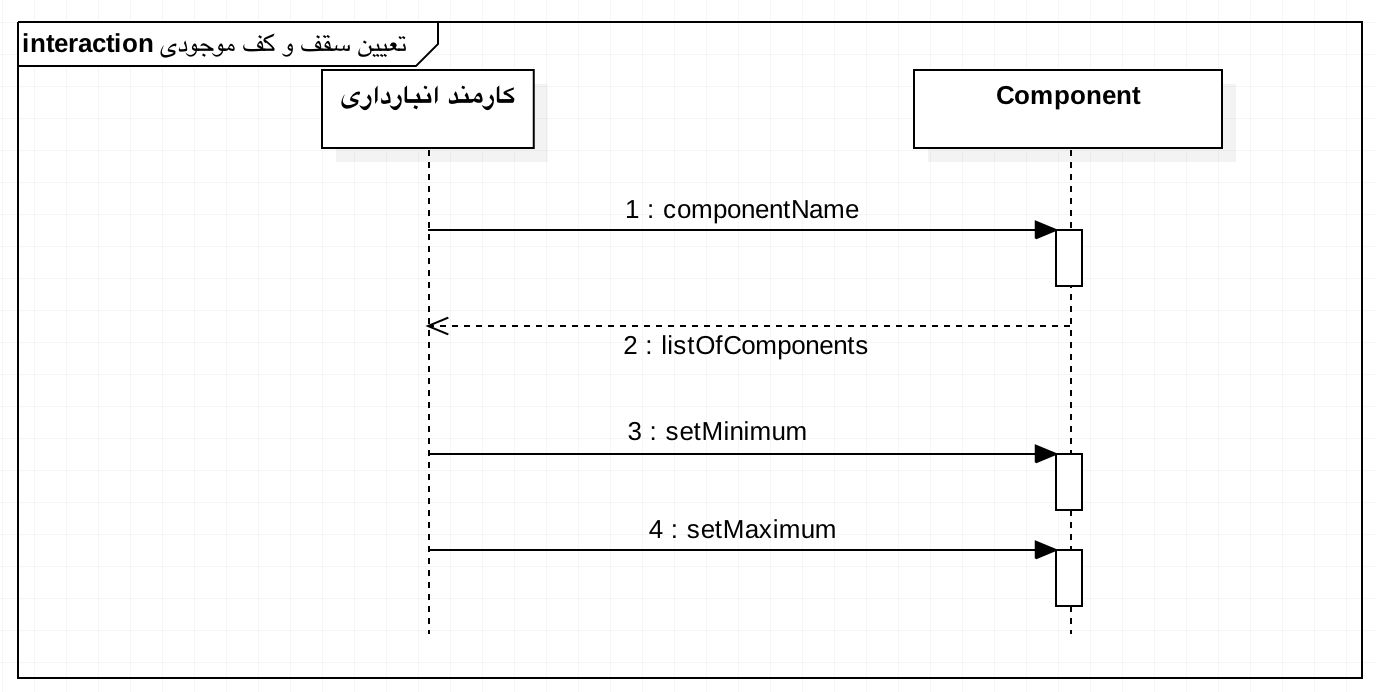 interaction تعیین سقف و کف موجودی
کارمند انبارداری
Component
1 : componentName
2 : listOfComponents
3 : setMinimum
4 : setMaximum